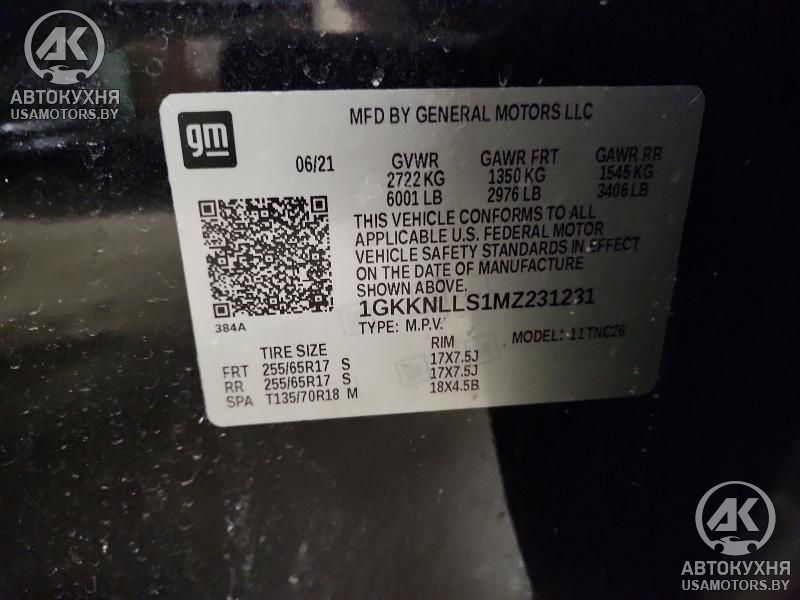 AK
АВТОКУХНЯ
USAMOTORS.BY
gm
MFD BY GENERAL MOTORS LLC
06/21 GVWR GAWR FRT GAWR RR
2722 KG 1350 KG 1545 KG
6001 LB 2976 LB 3406 LB
THIS VEHICLE CONFORMS TO ALL
APPLICABLE U.S. FEDERAL MOTOR
VEHICLE SAFETY STANDARDS IN EFFECT
ON THE DATE OF MANUFACTURE
SHOWN ABOVE.
1GKKNLLS1MZ231231
384A
TYPE: M.P.V. MODEL: 11TNC26
TIRE SIZE RIM
FRT 255/65R17 S 17X7.5J
RR 255/65R17 S 17X7.5J
SPA T135/70R18 M 18X4.5B
AK
АВТОКУХНЯ
USAMOTORS.BY